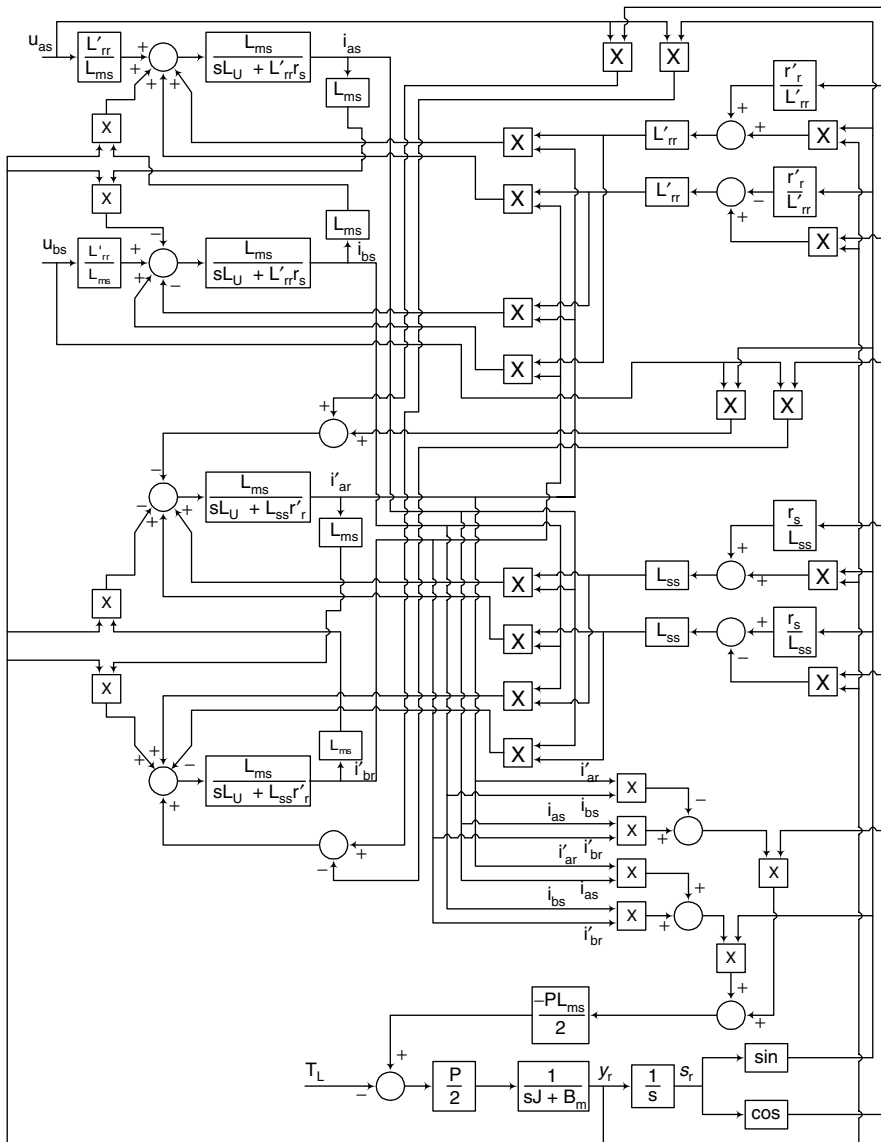 u_as
L'_rr
L_ms
+
+
+
+
L_ms
sL_U + L'_rr r_s
i_as
L_ms
X
X
X
r'_r
L'_rr
+
+
X
L'_rr
X
X
X
L'_rr
−
+
r'_r
L'_rr
X
u_bs
L'_rr
L_ms
−
+
+
−
L_ms
sL_U + L'_rr r_s
L_ms
i_bs
X
X
+
+
X
X
−
−
+
+
+
L_ms
sL_U + L_ss r'_r
i'_ar
L_ms
r_s
L_ss
+
+
X
L_ss
X
X
X
L_ss
+
−
r_s
L_ss
X
X
X
X
+
+
−
+
L_ms
sL_U + L_ss r'_r
L_ms
i'_br
+
−
i'_ar
X
−
i_bs
i_as
X
+
i'_br
i'_ar
X
+
i_as
i_bs
X
+
i'_br
X
X
+
+
−PL_ms
2
T_L
+
−
P
2
1
sJ + B_m
y_r
1
s
s_r
sin
cos